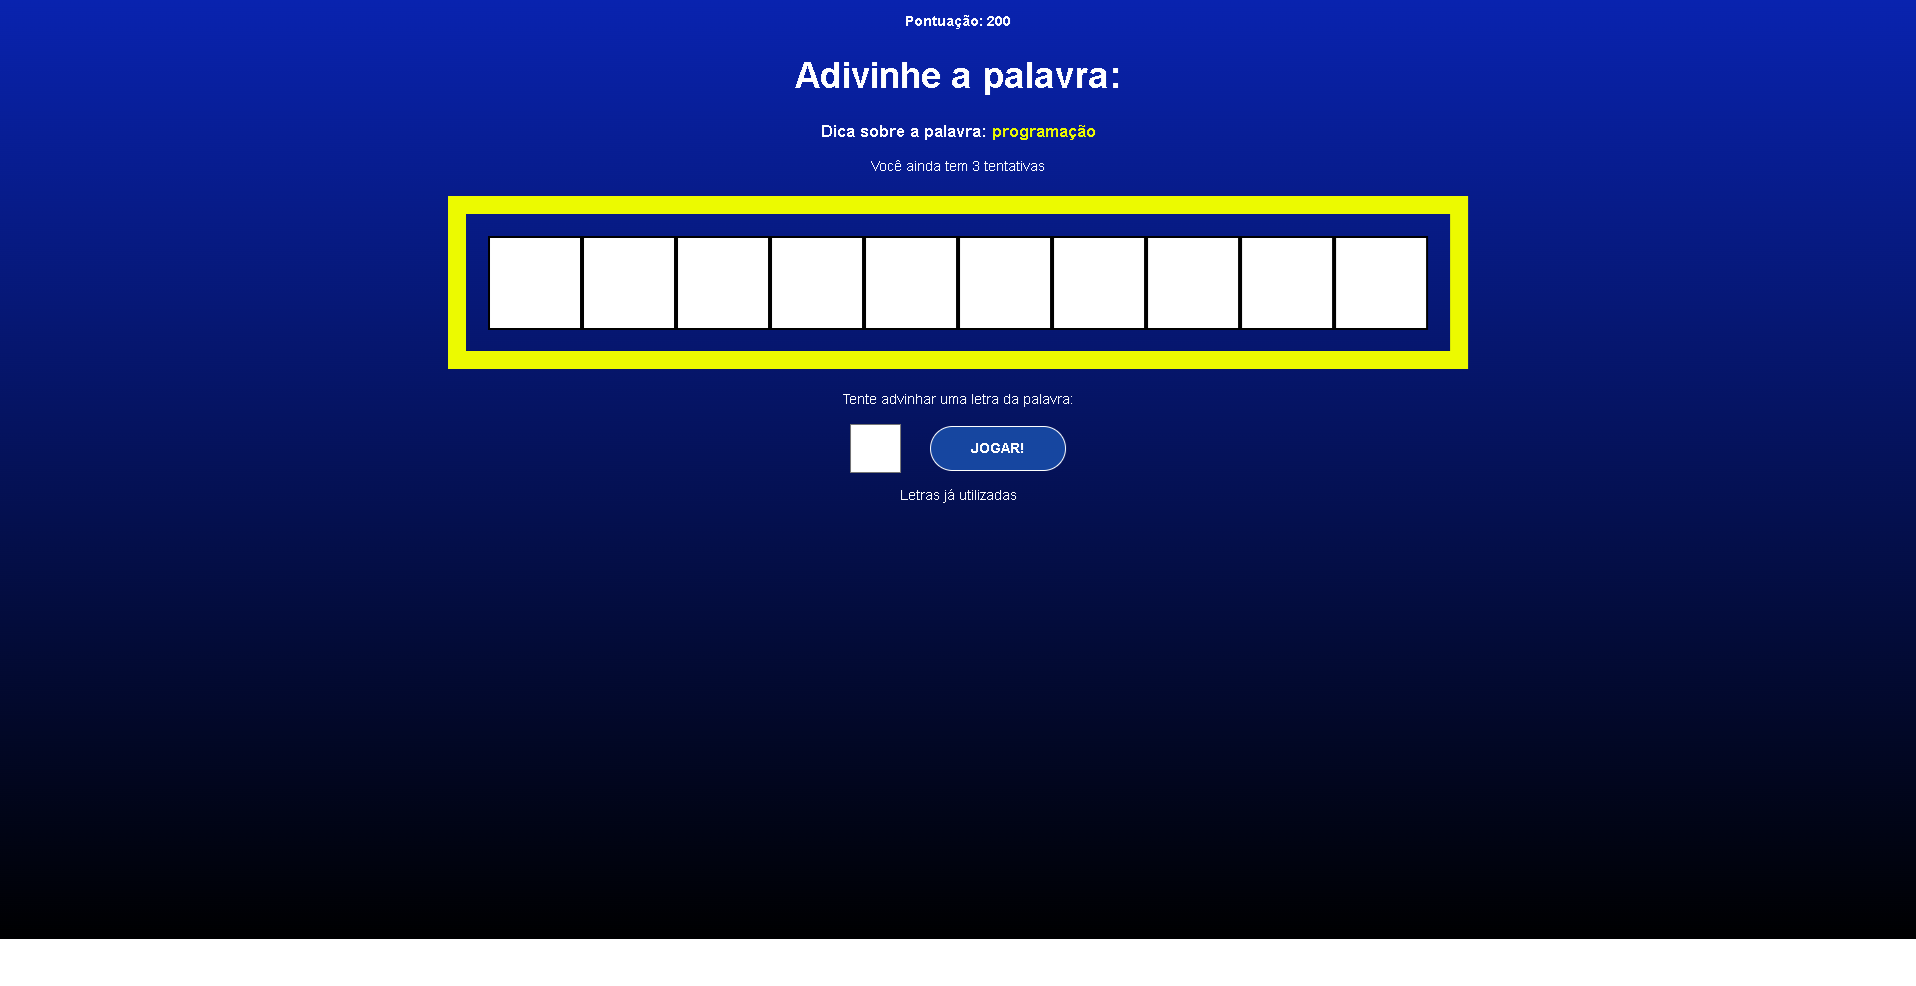 Pontuação: 200
Adivinhe a palavra:
Dica sobre a palavra: programação
Você ainda tem 3 tentativas
Tente advinhar uma letra da palavra:
JOGAR!
Letras já utilizadas